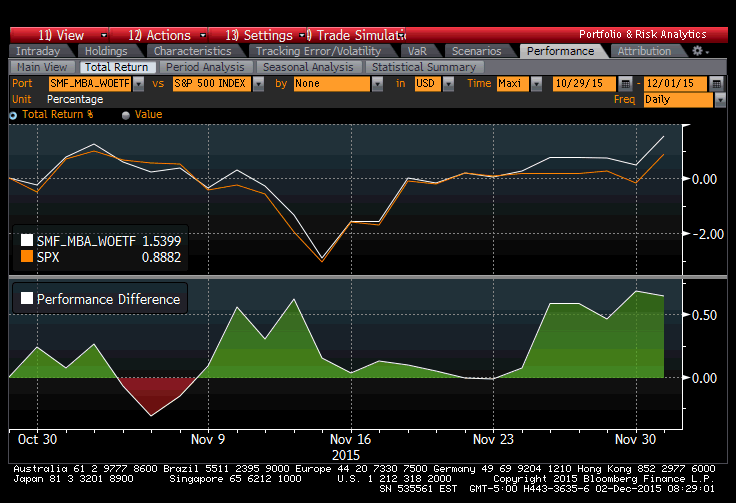 11) View 12) Actions 13) Settings Trade Simulat Portfolio & Risk Analytics
Intraday Holdings Characteristics Tracking Error/Volatility VaR Scenarios Performance Attribution
Main View Total Return Period Analysis Seasonal Analysis Statistical Summary
Port SMF_MBA_WOETF vs S&P 500 INDEX by None in USD Time Maxi 10/29/15 - 12/01/15
Unit Percentage Freq Daily
Total Return % Value
0.00
-2.00
SMF_MBA_WOETF 1.5399
SPX 0.8882
Performance Difference
0.50
0.00
Oct 30 Nov 9 Nov 16 Nov 23 Nov 30
2015
Australia 61 2 9777 8600 Brazil 5511 2395 9000 Europe 44 20 7330 7500 Germany 49 69 9204 1210 Hong Kong 852 2977 6000
Japan 81 3 3201 8900 Singapore 65 6212 1000 U.S. 1 212 318 2000 Copyright 2015 Bloomberg Finance L.P.
SN 535561 EST GMT-5:00 H443-3635-6 02-Dec-2015 08:29:01